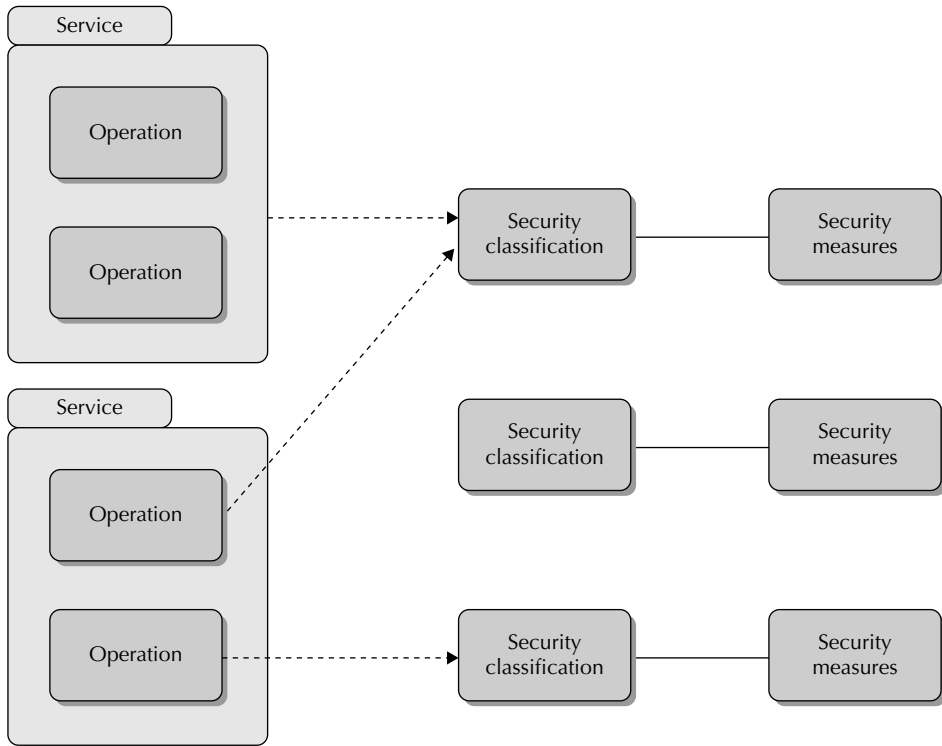 Service
Operation
Operation
Security
classification
Security
measures
Service
Operation
Operation
Security
classification
Security
measures
Security
classification
Security
measures